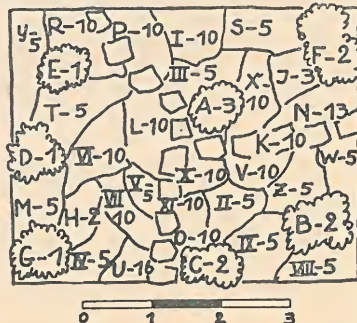 y-5 R-10 P-10 I-10 S-5 F-2
E-1 III-5 X-10 J-3
T-5 L-10 A-3 N-13
D-1 VI-10 K-10 W-5
V-5 X-10 V-10
M-5 H-2 VII 10 XI-10 II-5 Z-5 B-2
G-1 IV-5 U-16 O-10 C-2 IX-5 VIII-5
0 1 2 3